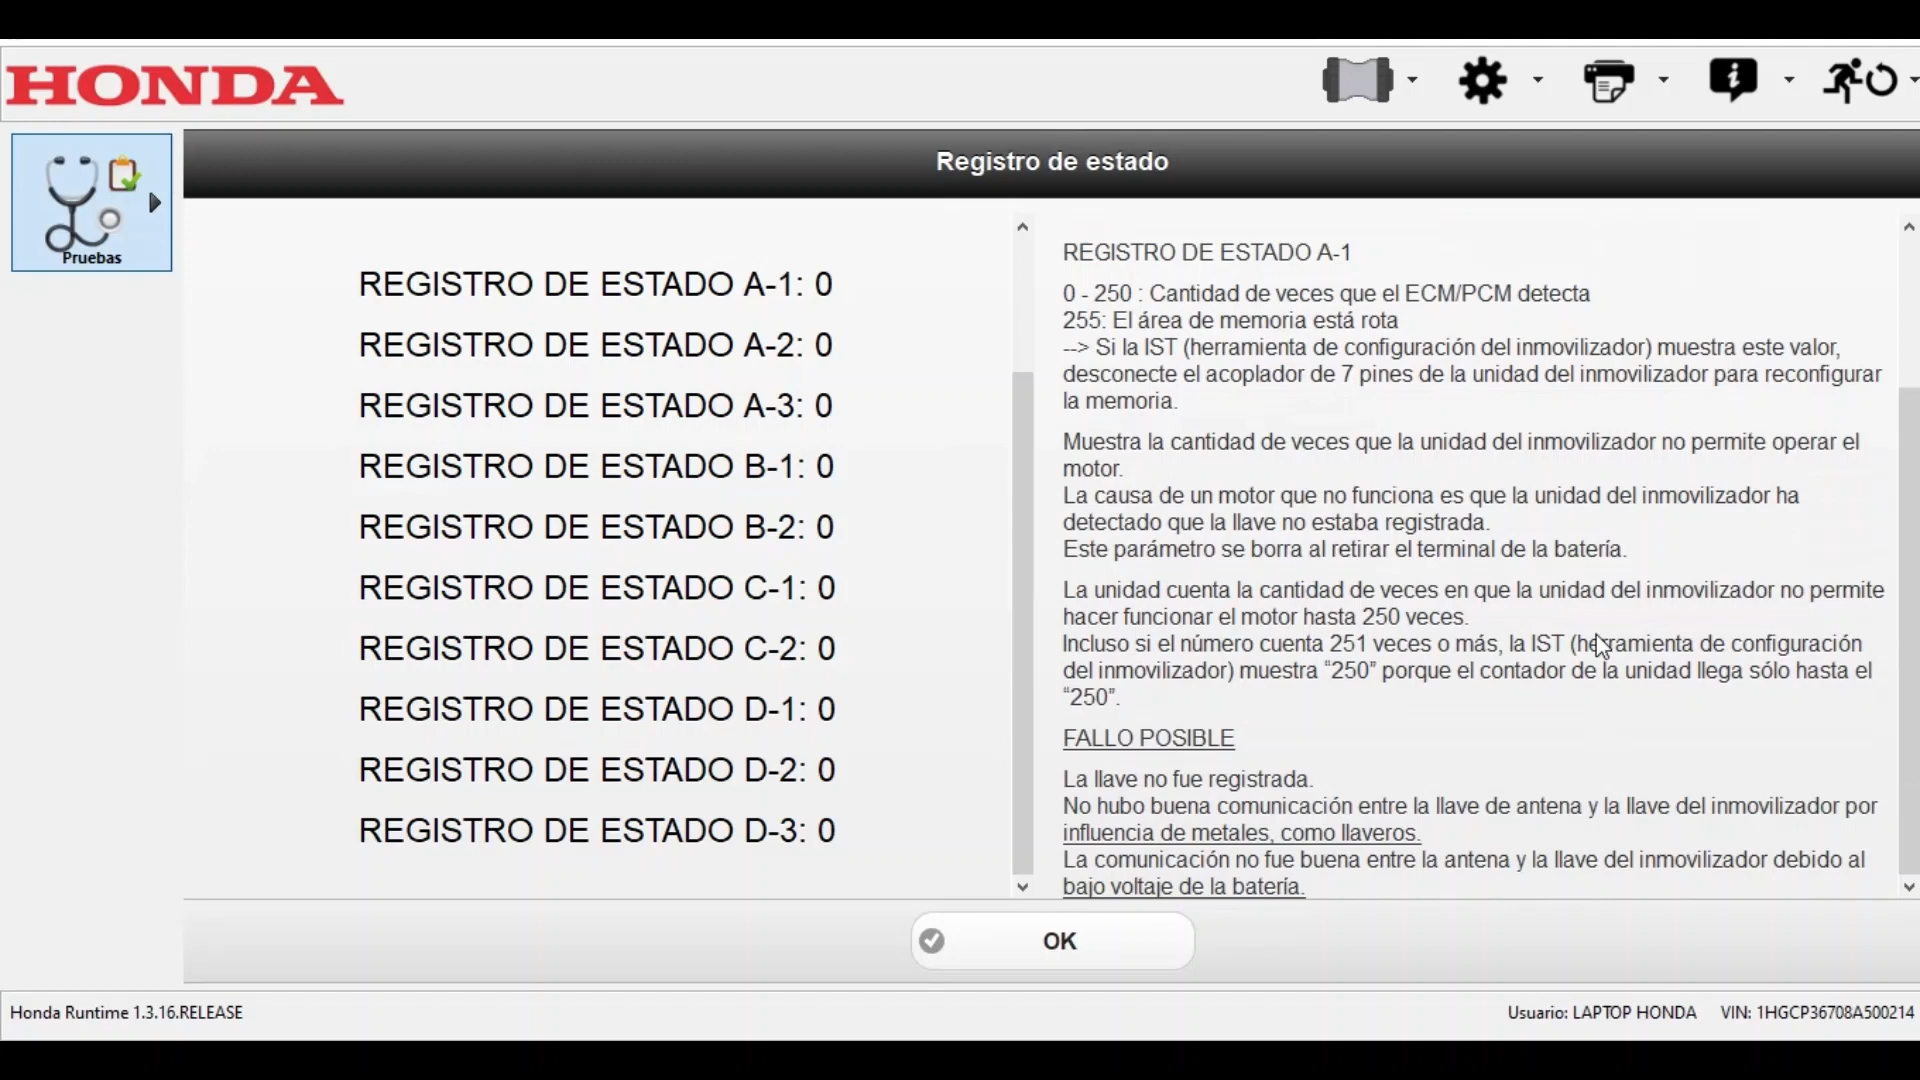 HONDA
Pruebas
Registro de estado
REGISTRO DE ESTADO A-1: 0
REGISTRO DE ESTADO A-2: 0
REGISTRO DE ESTADO A-3: 0
REGISTRO DE ESTADO B-1: 0
REGISTRO DE ESTADO B-2: 0
REGISTRO DE ESTADO C-1: 0
REGISTRO DE ESTADO C-2: 0
REGISTRO DE ESTADO D-1: 0
REGISTRO DE ESTADO D-2: 0
REGISTRO DE ESTADO D-3: 0
REGISTRO DE ESTADO A-1
0 - 250 : Cantidad de veces que el ECM/PCM detecta
255: El área de memoria está rota
--> Si la IST (herramienta de configuración del inmovilizador) muestra este valor,
desconecte el acoplador de 7 pines de la unidad del inmovilizador para reconfigurar
la memoria.
Muestra la cantidad de veces que la unidad del inmovilizador no permite operar el
motor.
La causa de un motor que no funciona es que la unidad del inmovilizador ha
detectado que la llave no estaba registrada.
Este parámetro se borra al retirar el terminal de la batería.
La unidad cuenta la cantidad de veces en que la unidad del inmovilizador no permite
hacer funcionar el motor hasta 250 veces.
Incluso si el número cuenta 251 veces o más, la IST (herramienta de configuración
del inmovilizador) muestra “250” porque el contador de la unidad llega sólo hasta el
“250”.
FALLO POSIBLE
La llave no fue registrada.
No hubo buena comunicación entre la llave de antena y la llave del inmovilizador por
influencia de metales, como llaveros.
La comunicación no fue buena entre la antena y la llave del inmovilizador debido al
bajo voltaje de la batería.
OK
Honda Runtime 1.3.16.RELEASE
Usuario: LAPTOP HONDA VIN: 1HGCP36708A500214